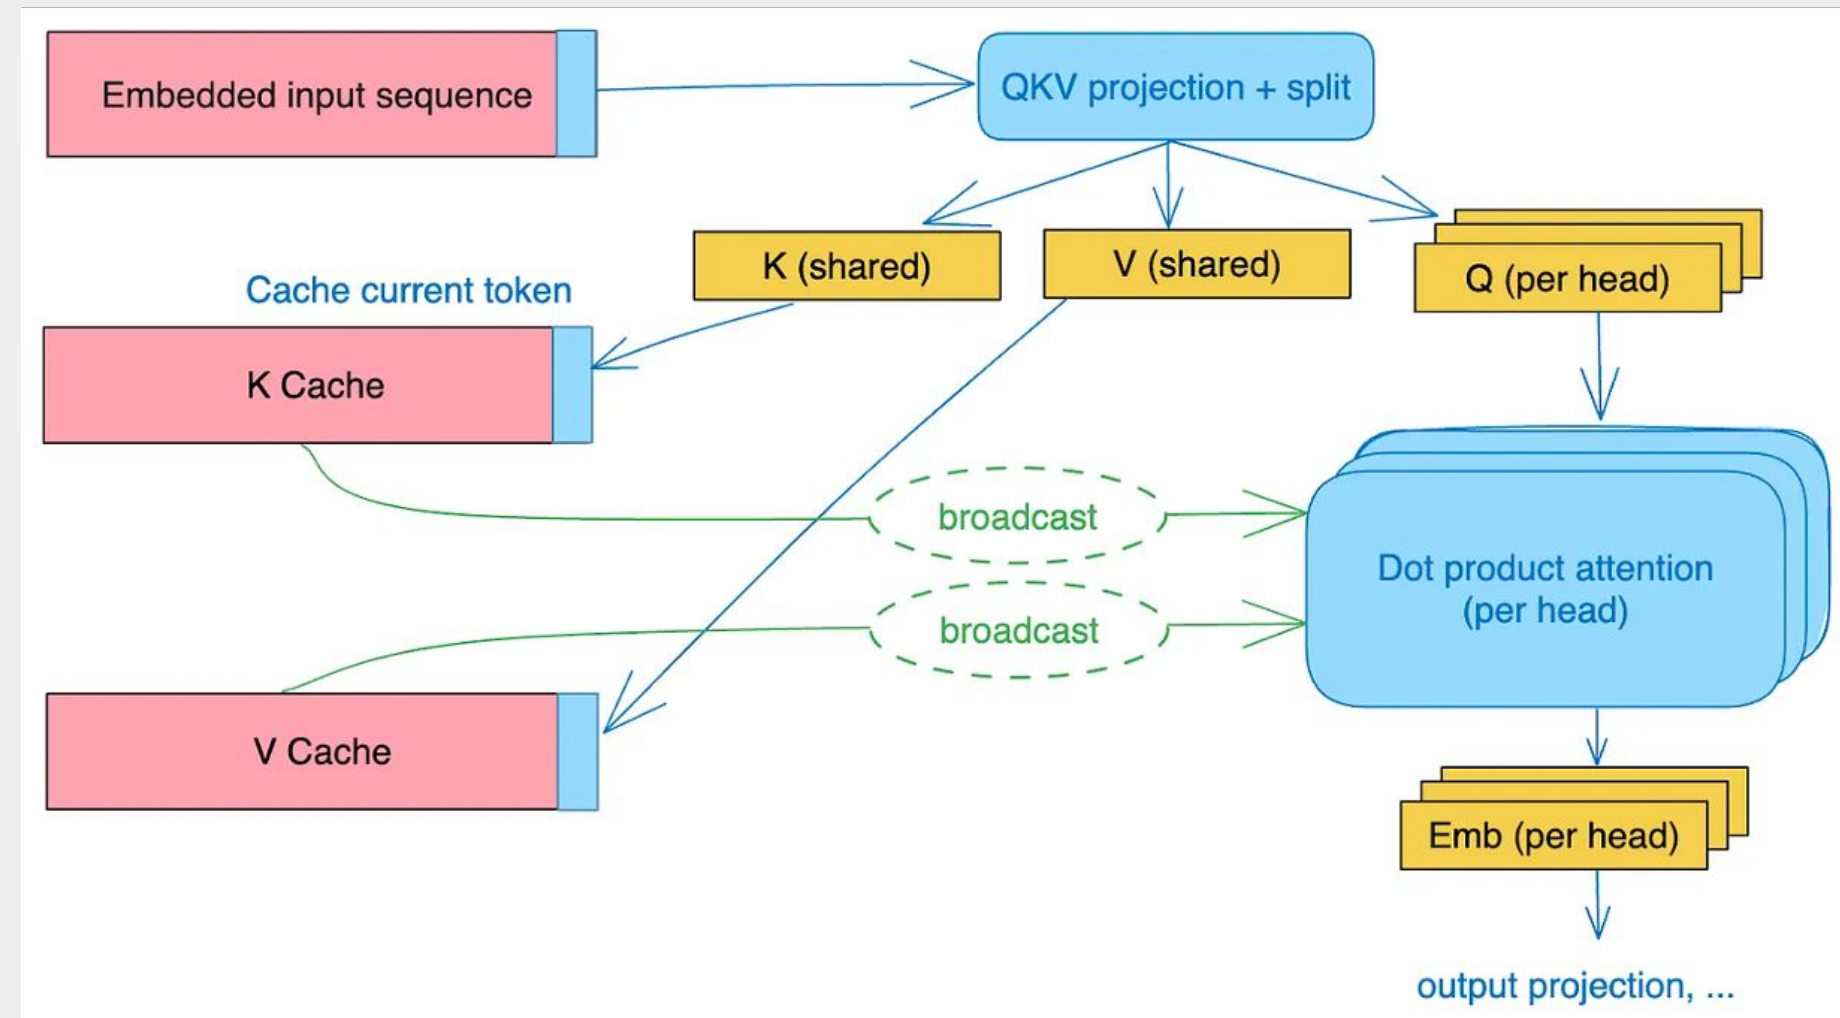 Embedded input sequence
QKV projection + split
K (shared)
V (shared)
Q (per head)
Cache current token
K Cache
broadcast
Dot product attention
(per head)
broadcast
V Cache
Emb (per head)
output projection, ...